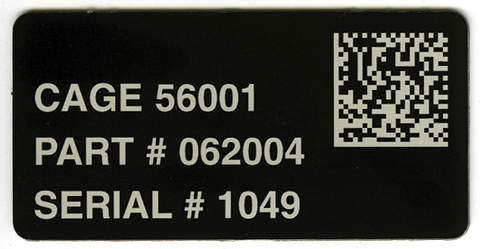 CAGE 56001
PART # 062004
SERIAL # 1049